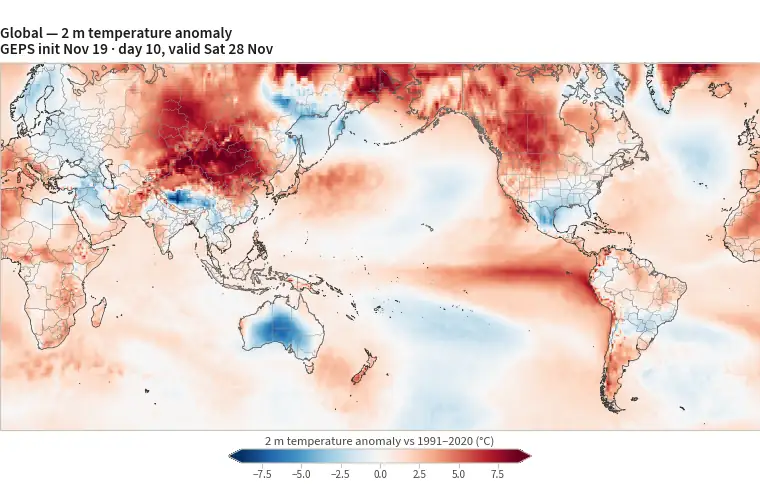 Global — 2 m temperature anomaly
GEPS init Nov 19 · day 10, valid Sat 28 Nov
2 m temperature anomaly vs 1991–2020 (°C)
−7.5 −5.0 −2.5 0.0 2.5 5.0 7.5